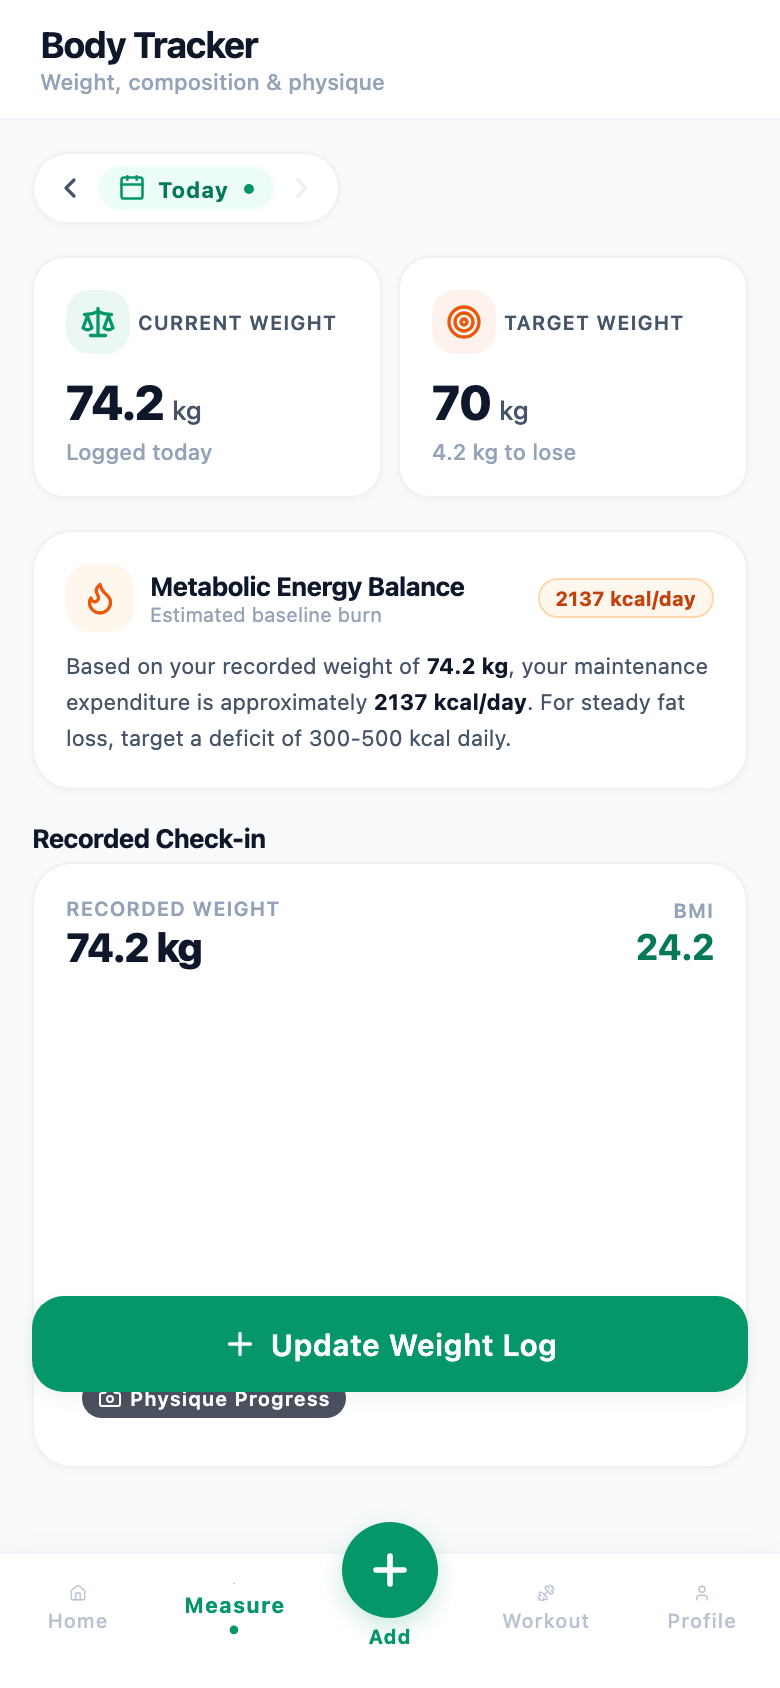 Body Tracker
Weight, composition & physique
Today
CURRENT WEIGHT
74.2 kg
Logged today
TARGET WEIGHT
70 kg
4.2 kg to lose
Metabolic Energy Balance
Estimated baseline burn
2137 kcal/day
Based on your recorded weight of 74.2 kg, your maintenance
expenditure is approximately 2137 kcal/day. For steady fat
loss, target a deficit of 300-500 kcal daily.
Recorded Check-in
RECORDED WEIGHT
74.2 kg
BMI
24.2
Update Weight Log
Physique Progress
Home
Measure
Add
Workout
Profile